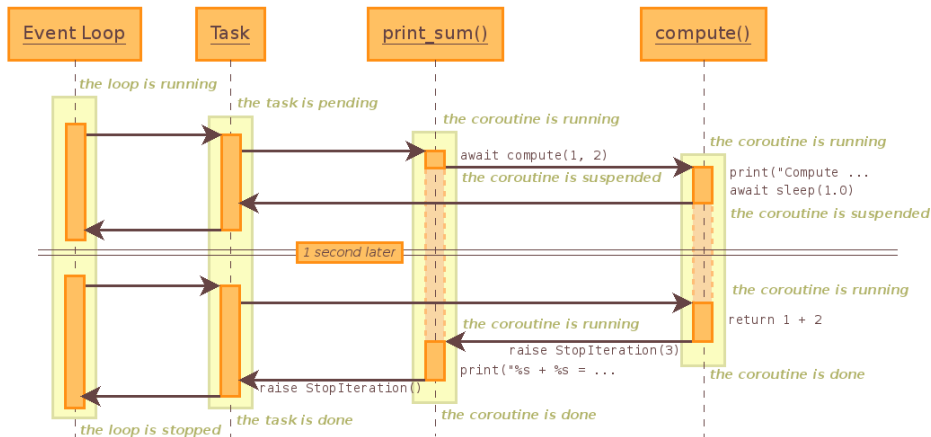 Event Loop
Task
print_sum()
compute()
the loop is running
the task is pending
the coroutine is running
the coroutine is running
await compute(1, 2)
print("Compute ...
the coroutine is suspended
await sleep(1.0)
the coroutine is suspended
1 second later
the coroutine is running
the coroutine is running
return 1 + 2
raise StopIteration(3)
print("%s + %s = ...
the coroutine is done
raise StopIteration()
the coroutine is done
the task is done
the loop is stopped